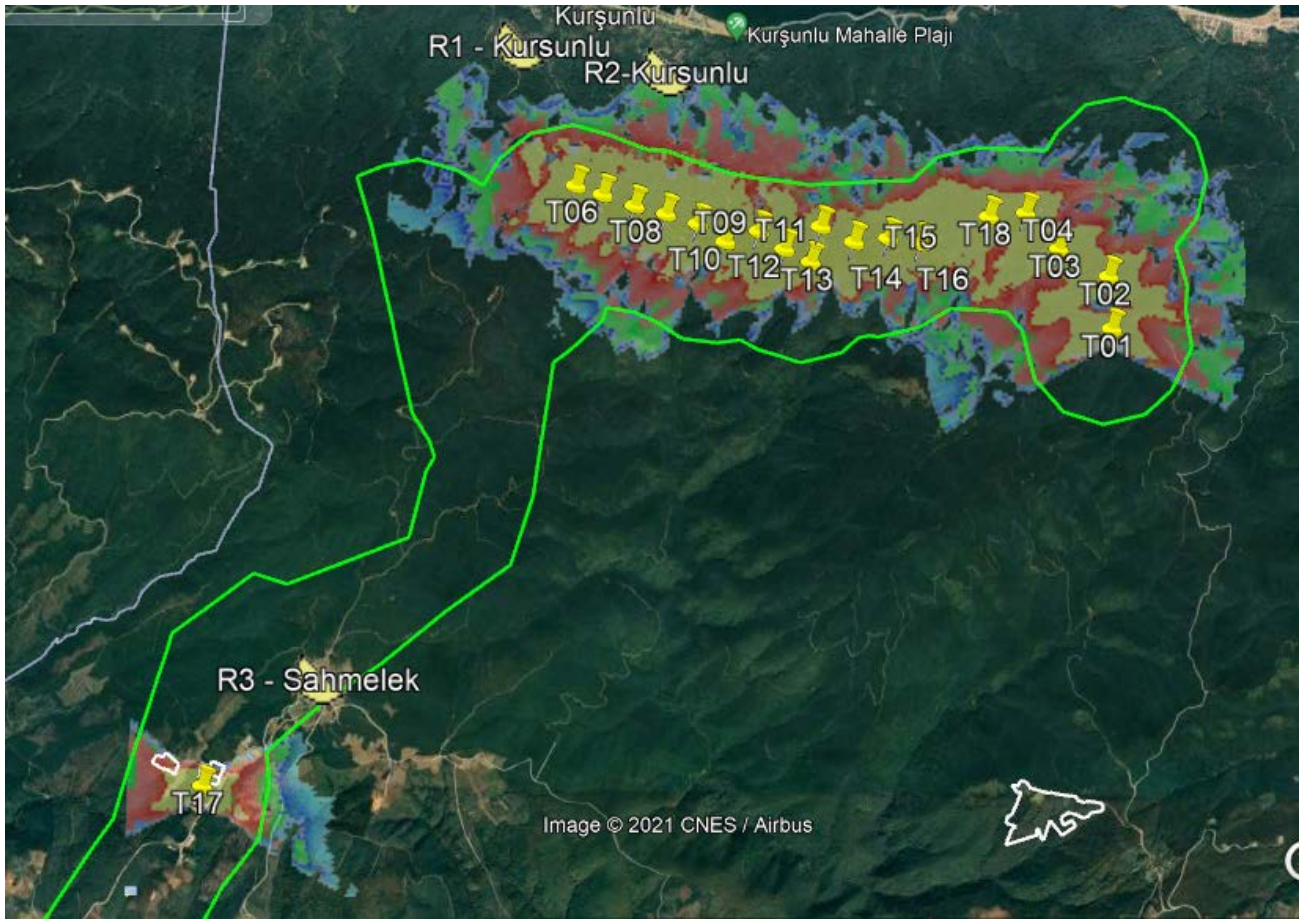 Kurşunlu
R1 - Kursunlu
Kurşunlu Mahalle Plajı
R2-Kursunlu
T06
T08
T09
T11
T15
T18
T04
T10
T12
T13
T14
T16
T03
T02
T01
R3 - Sahmelek
T17
Image © 2021 CNES / Airbus